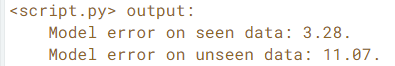 <script.py> output:
Model error on seen data: 3.28.
Model error on unseen data: 11.07.